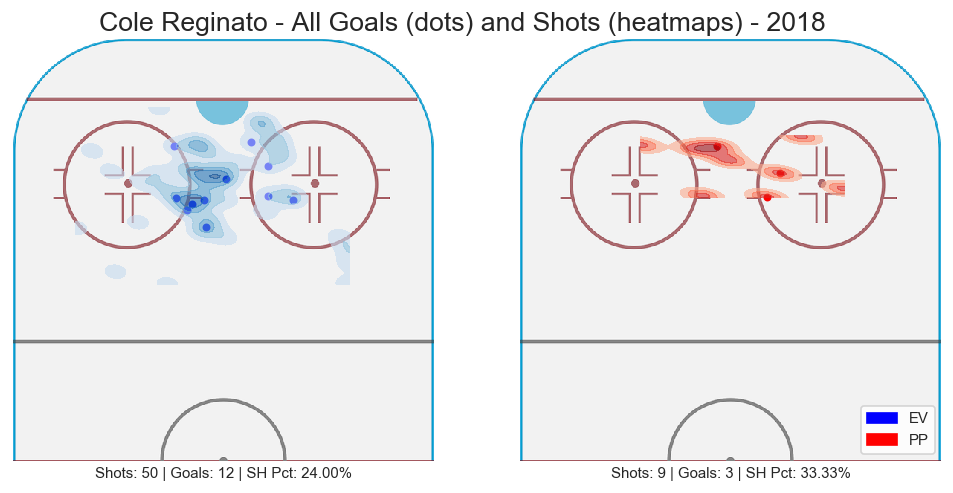 Cole Reginato - All Goals (dots) and Shots (heatmaps) - 2018
EV
PP
Shots: 50 | Goals: 12 | SH Pct: 24.00%
Shots: 9 | Goals: 3 | SH Pct: 33.33%